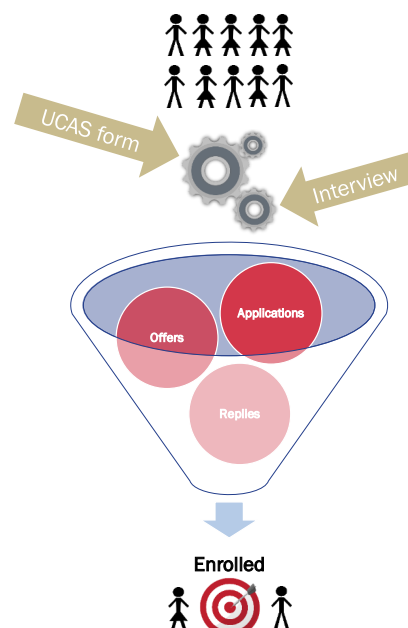 UCAS form
Interview
Applications
Offers
Replies
Enrolled